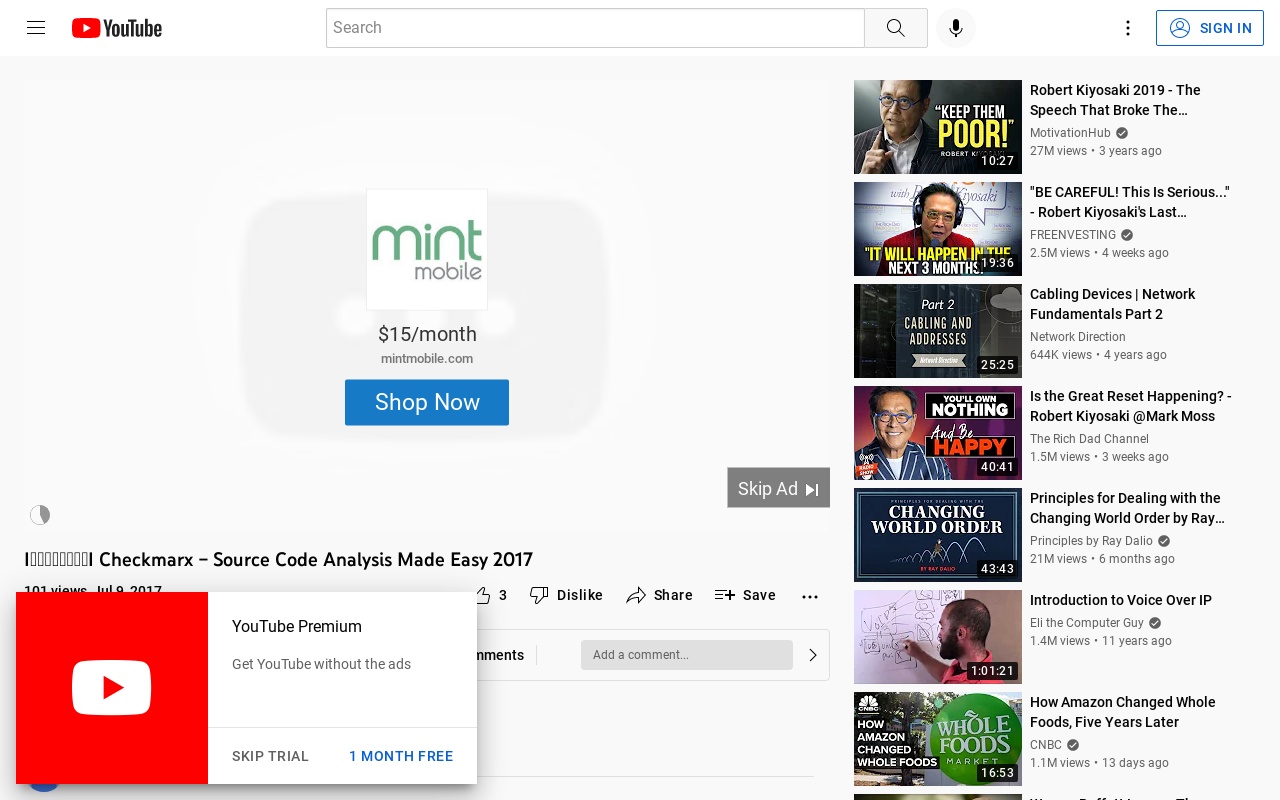 YouTube
Search
SIGN IN
mint
mobile
$15/month
mintmobile.com
Shop Now
Skip Ad
Checkmarx – Source Code Analysis Made Easy 2017
101 views Jul 9, 2017
3
Dislike
Share
Save
Add a comment...
YouTube Premium
Get YouTube without the ads
SKIP TRIAL
1 MONTH FREE
"KEEP THEM
POOR!"
ROBERT KIYOSAKI
10:27
Robert Kiyosaki 2019 - The
Speech That Broke The…
MotivationHub
27M views • 3 years ago
with
Kiyosaki
"IT WILL HAPPEN IN THE
NEXT 3 MONTHS
19:36
"BE CAREFUL! This Is Serious..."
- Robert Kiyosaki's Last…
FREENVESTING
2.5M views • 4 weeks ago
Part 2
CABLING AND
ADDRESSES
Network Direction
25:25
Cabling Devices | Network
Fundamentals Part 2
Network Direction
644K views • 4 years ago
YOU'LL OWN
NOTHING
And Be
HAPPY
RADIO
SHOW
40:41
Is the Great Reset Happening? -
Robert Kiyosaki @Mark Moss
The Rich Dad Channel
1.5M views • 3 weeks ago
PRINCIPLES FOR DEALING WITH THE
CHANGING
WORLD ORDER
BY RAY DALIO
43:43
Principles for Dealing with the
Changing World Order by Ray…
Principles by Ray Dalio
21M views • 6 months ago
1:01:21
Introduction to Voice Over IP
Eli the Computer Guy
1.4M views • 11 years ago
CNBC
HOW
AMAZON
CHANGED
WHOLE FOODS
WHOLE
FOODS
MARKET
16:53
How Amazon Changed Whole
Foods, Five Years Later
CNBC
1.1M views • 13 days ago